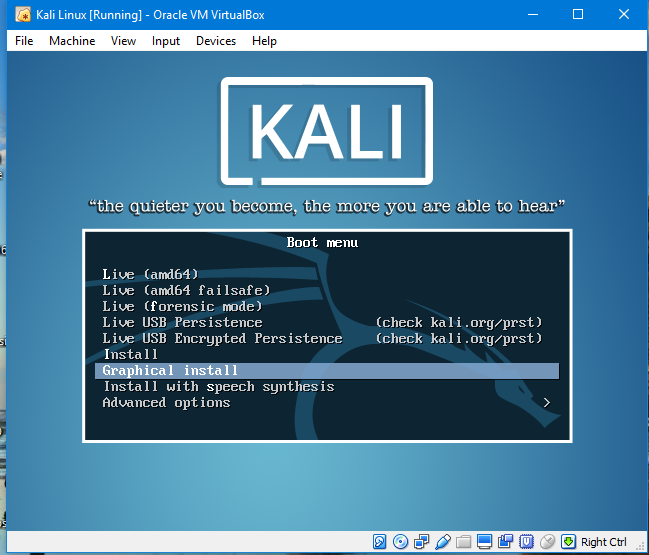 Kali Linux [Running] - Oracle VM VirtualBox
File Machine View Input Devices Help
KALI
“the quieter you become, the more you are able to hear”
Boot menu
Live (amd64)
Live (amd64 failsafe)
Live (forensic mode)
Live USB Persistence (check kali.org/prst)
Live USB Encrypted Persistence (check kali.org/prst)
Install
Graphical install
Install with speech synthesis
Advanced options >
Right Ctrl